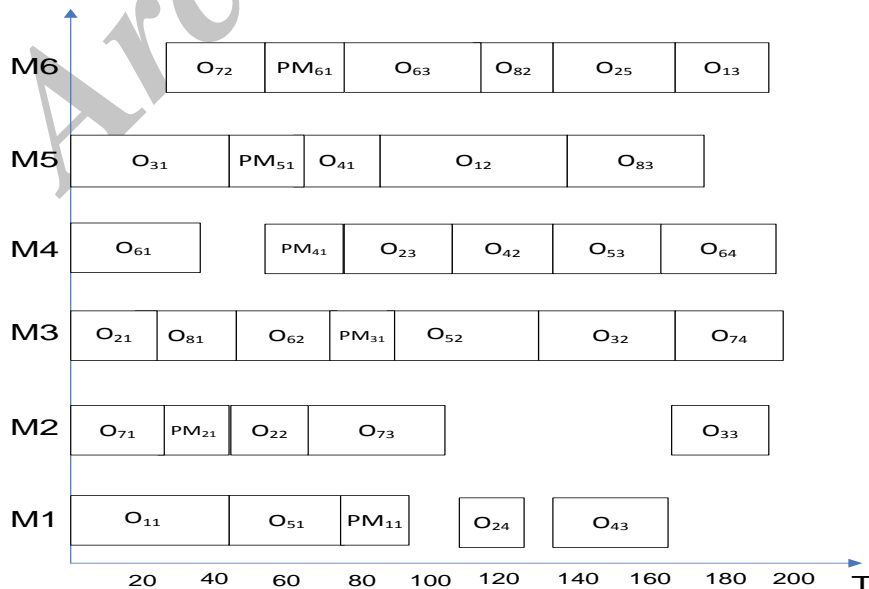 Arc
M6 O72 PM61 O63 O82 O25 O13
M5 O31 PM51 O41 O12 O83
M4 O61 PM41 O23 O42 O53 O64
M3 O21 O81 O62 PM31 O52 O32 O74
M2 O71 PM21 O22 O73 O33
M1 O11 O51 PM11 O24 O43
20 40 60 80 100 120 140 160 180 200 T